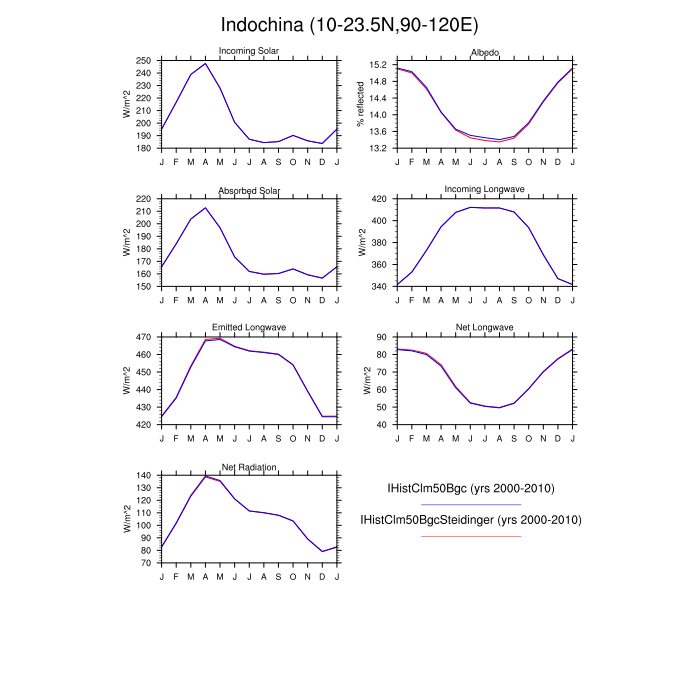 Indochina (10-23.5N,90-120E)
Incoming Solar
W/m^2
250
240
230
220
210
200
190
180
J F M A M J J A S O N D J
Albedo
% reflected
15.2
14.8
14.4
14.0
13.6
13.2
J F M A M J J A S O N D J
Absorbed Solar
W/m^2
220
210
200
190
180
170
160
150
J F M A M J J A S O N D J
Incoming Longwave
W/m^2
420
400
380
360
340
J F M A M J J A S O N D J
Emitted Longwave
W/m^2
470
460
450
440
430
420
J F M A M J J A S O N D J
Net Longwave
W/m^2
90
80
70
60
50
40
J F M A M J J A S O N D J
Net Radiation
W/m^2
140
130
120
110
100
90
80
70
J F M A M J J A S O N D J
IHistClm50Bgc (yrs 2000-2010)
IHistClm50BgcSteidinger (yrs 2000-2010)